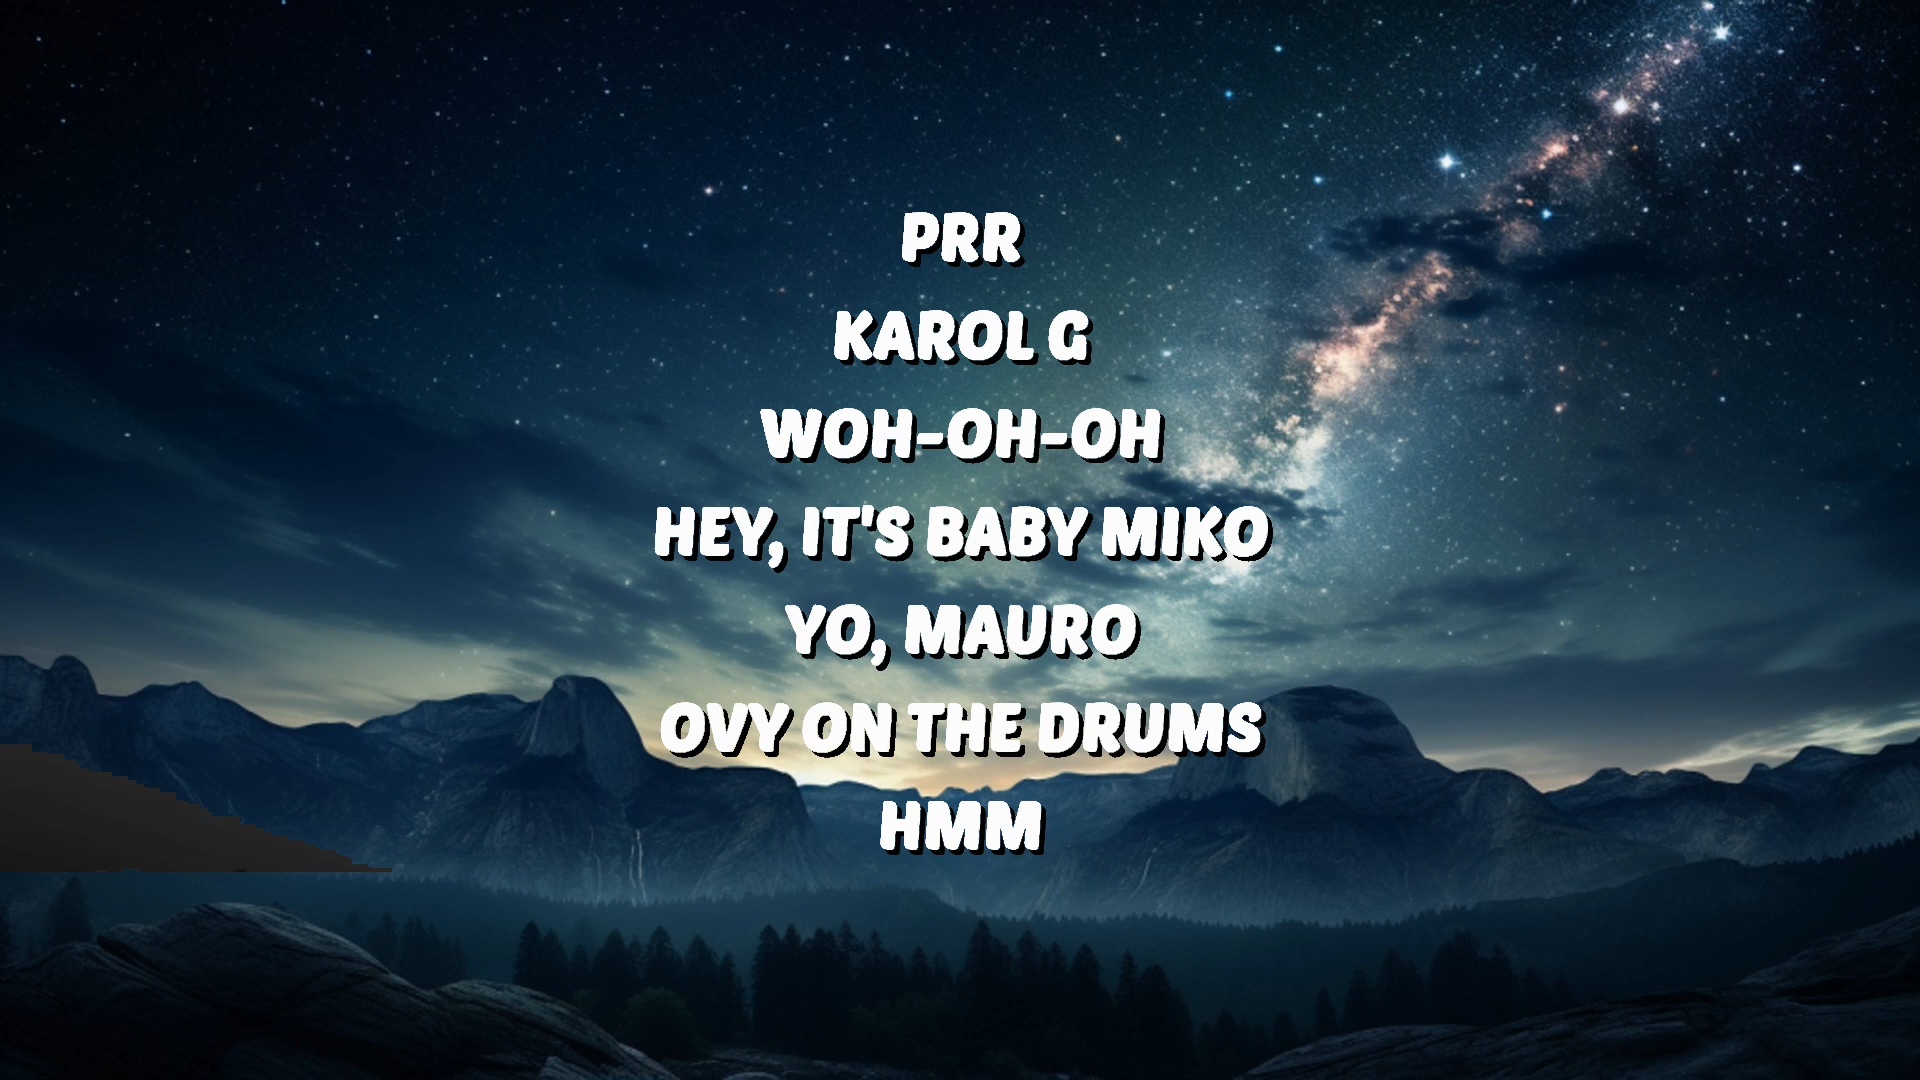 PRR
KAROL G
WOH-OH-OH
HEY, IT'S BABY MIKO
YO, MAURO
OVY ON THE DRUMS
HMM